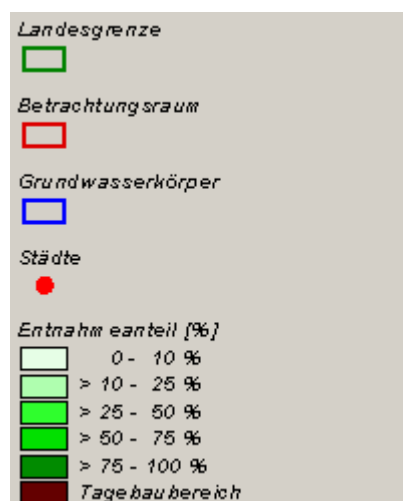 Landesgrenze
Betrachtungsraum
Grundwasserkörper
Städte
Entnahmeanteil [%]
0 - 10 %
> 10 - 25 %
> 25 - 50 %
> 50 - 75 %
> 75 - 100 %
Tagebaubereich